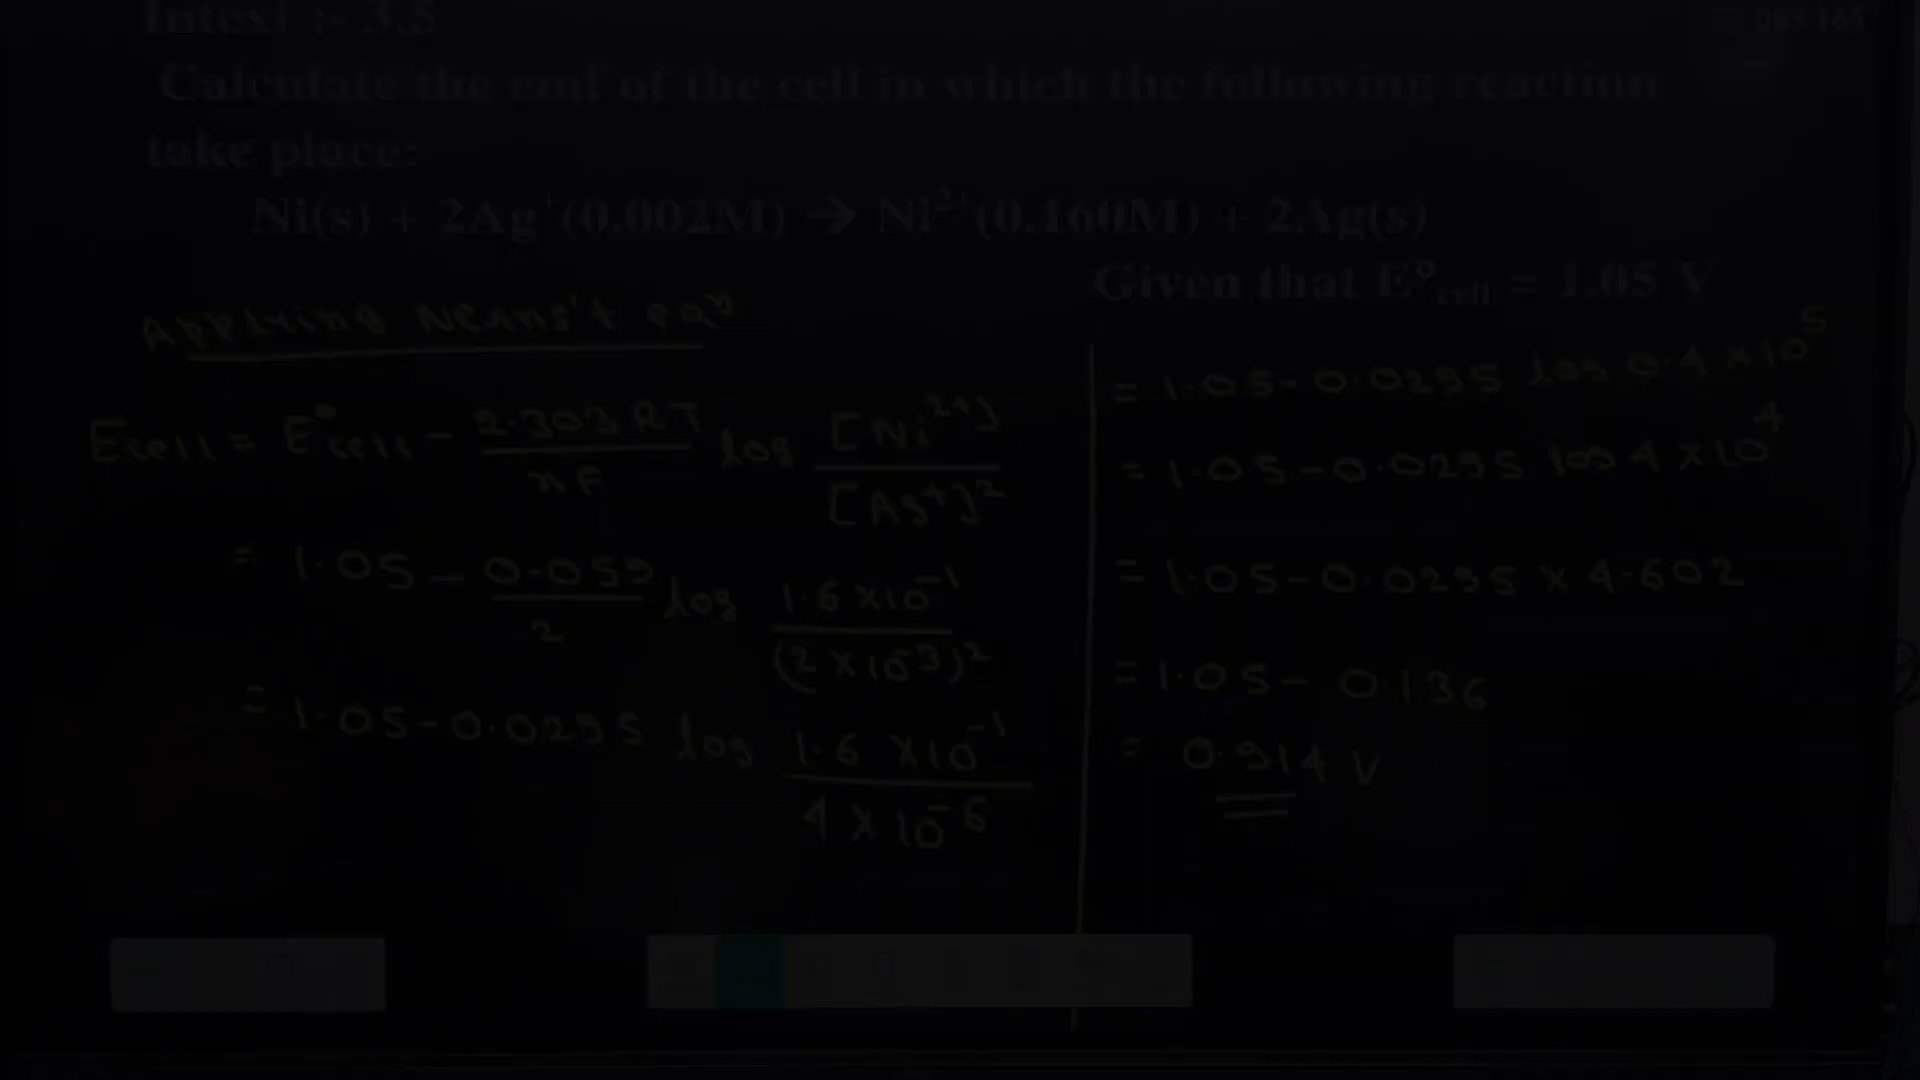 Intext :- 3.5
Calculate the emf of the cell in which the following reaction
take place:
Ni(s) + 2Ag⁺(0.002M) → Ni²⁺(0.160M) + 2Ag(s)
Given that E°cell = 1.05 V
Applying Nernst eqⁿ
Ecell = E°cell - 2.303RT/nF log [Ni²⁺]/[Ag⁺]²
= 1.05 - 0.059/2 log 1.6 × 10⁻¹/(2 × 10⁻³)²
= 1.05 - 0.0295 log 1.6 × 10⁻¹/4 × 10⁻⁶
= 1.05 - 0.0295 log 0.4 × 10⁵
= 1.05 - 0.0295 log 4 × 10⁴
= 1.05 - 0.0295 × 4.602
= 1.05 - 0.136
= 0.914 V